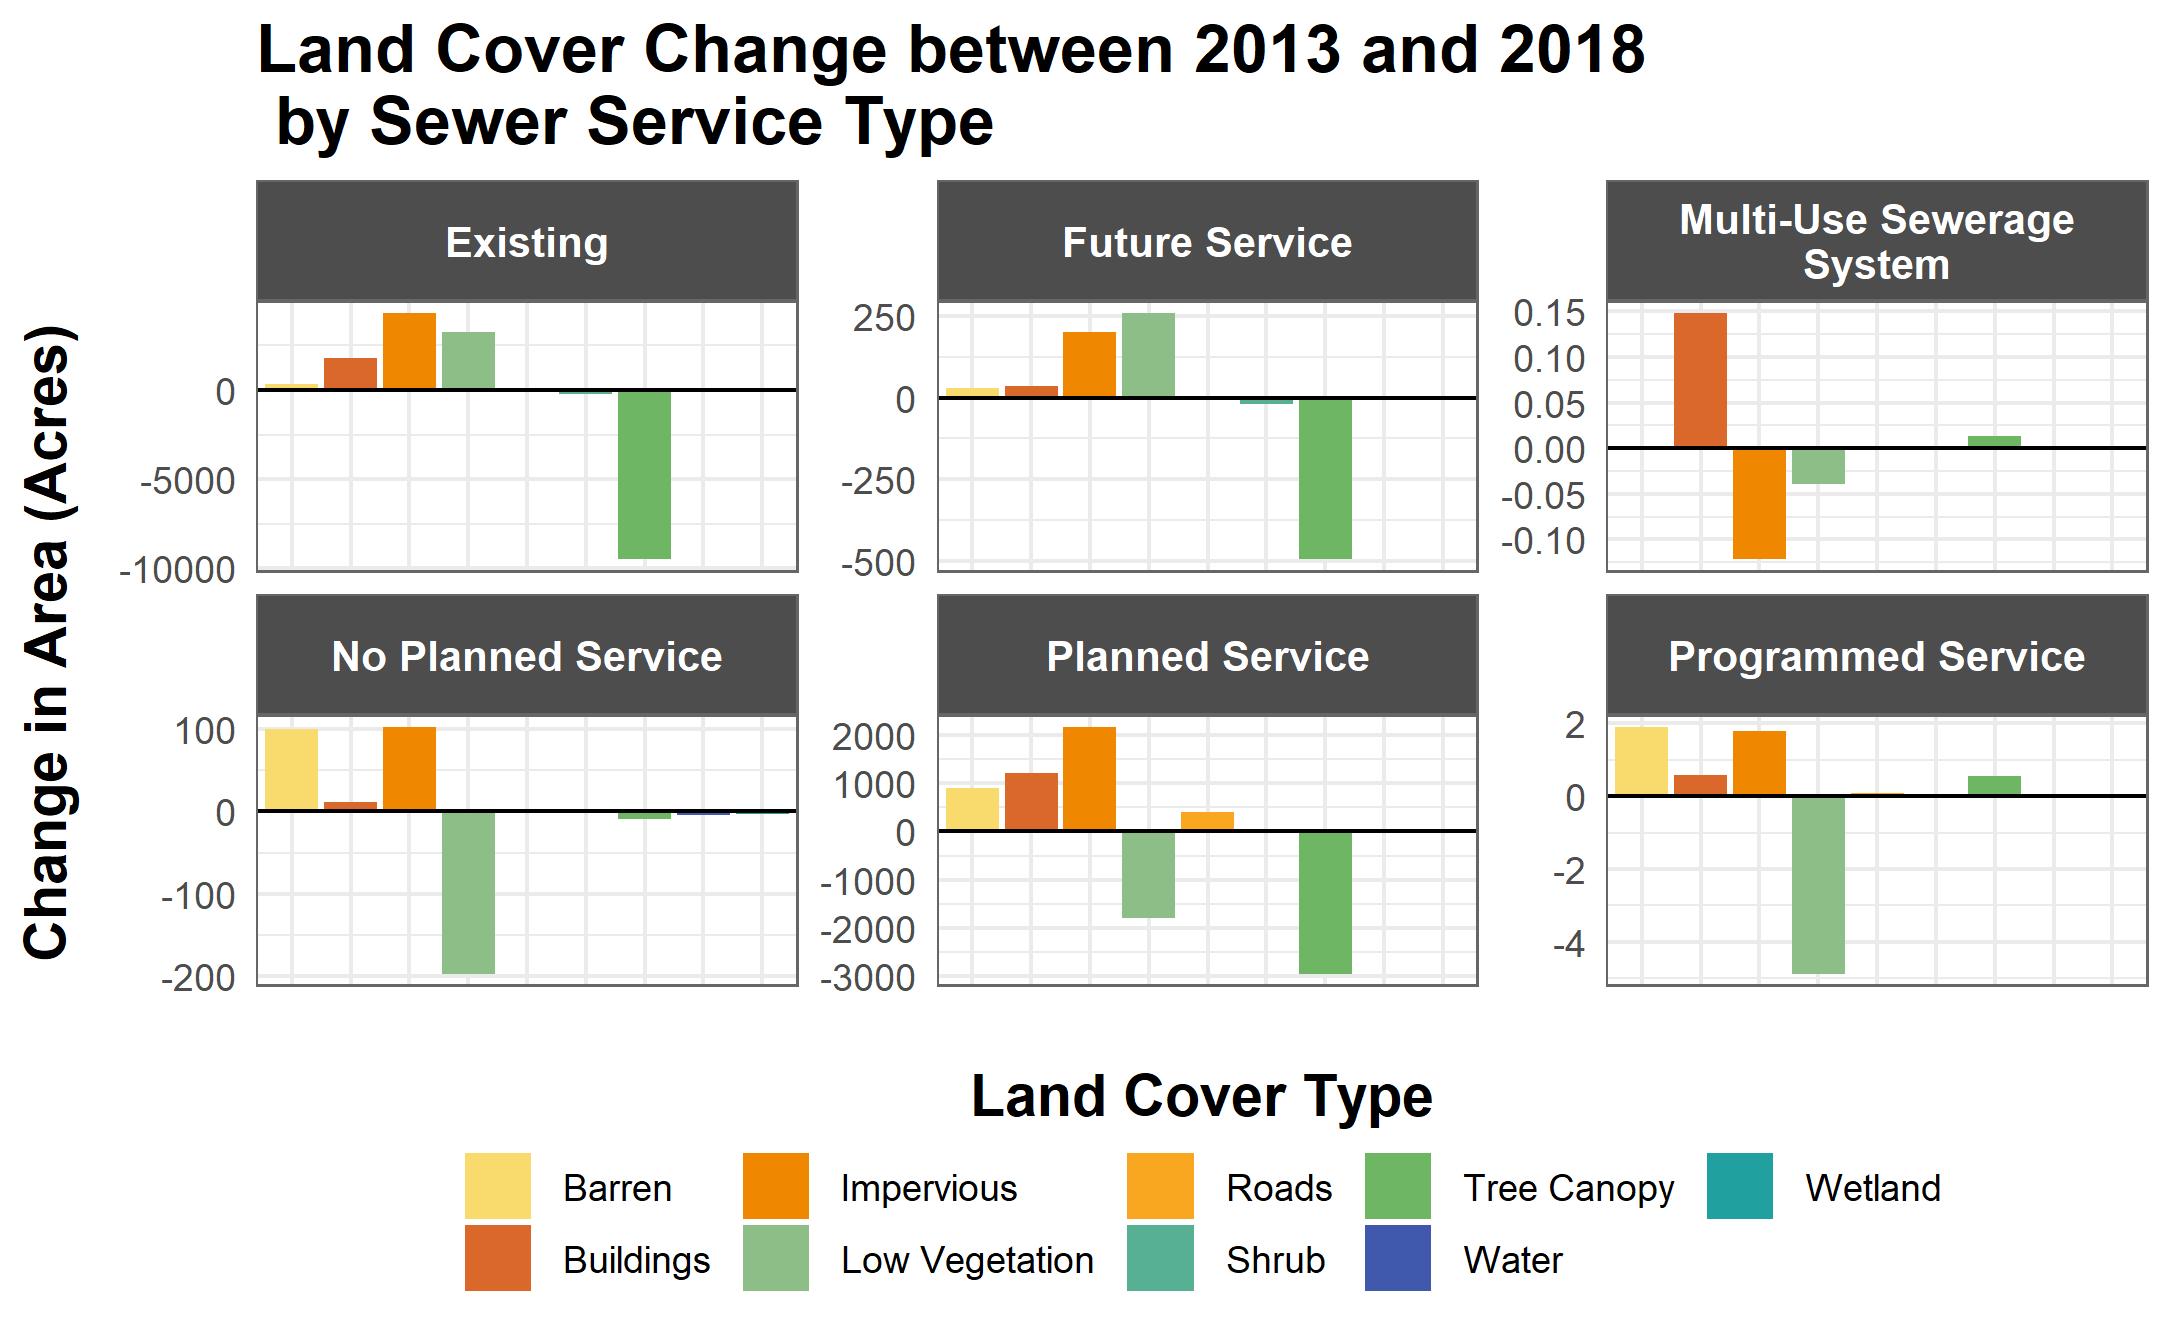 Land Cover Change between 2013 and 2018
by Sewer Service Type
Change in Area (Acres)
Existing
0
-5000
-10000
Future Service
250
0
-250
-500
Multi-Use Sewerage
System
0.15
0.10
0.05
0.00
-0.05
-0.10
No Planned Service
100
0
-100
-200
Planned Service
2000
1000
0
-1000
-2000
-3000
Programmed Service
2
0
-2
-4
Land Cover Type
Barren
Impervious
Roads
Tree Canopy
Wetland
Buildings
Low Vegetation
Shrub
Water